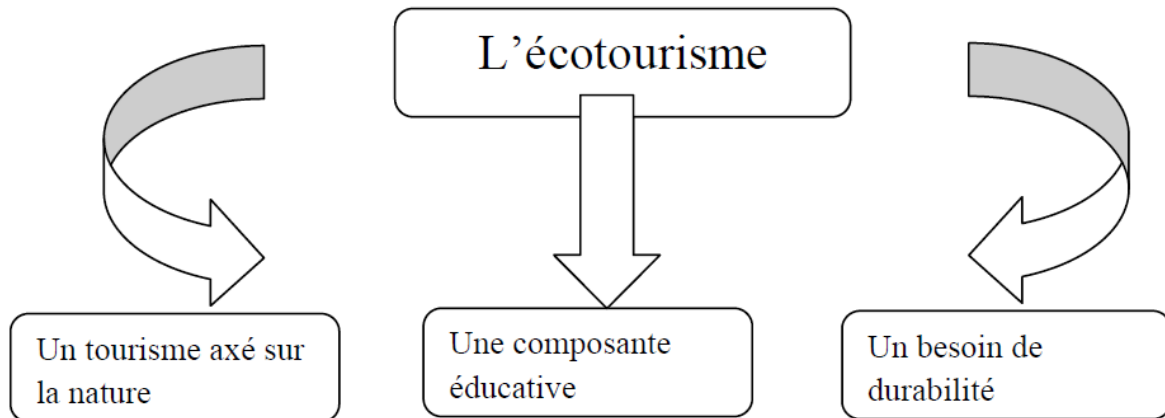 L’écotourisme
Un tourisme axé sur
la nature
Une composante
éducative
Un besoin de
durabilité